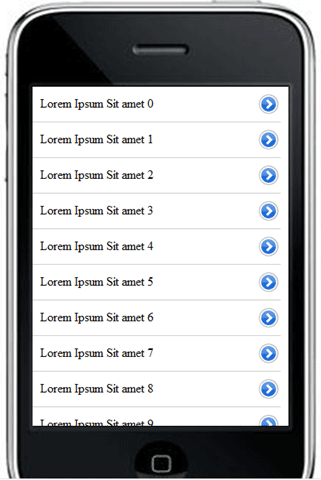 Lorem Ipsum Sit amet 0
Lorem Ipsum Sit amet 1
Lorem Ipsum Sit amet 2
Lorem Ipsum Sit amet 3
Lorem Ipsum Sit amet 4
Lorem Ipsum Sit amet 5
Lorem Ipsum Sit amet 6
Lorem Ipsum Sit amet 7
Lorem Ipsum Sit amet 8
Lorem Ipsum Sit amet 9